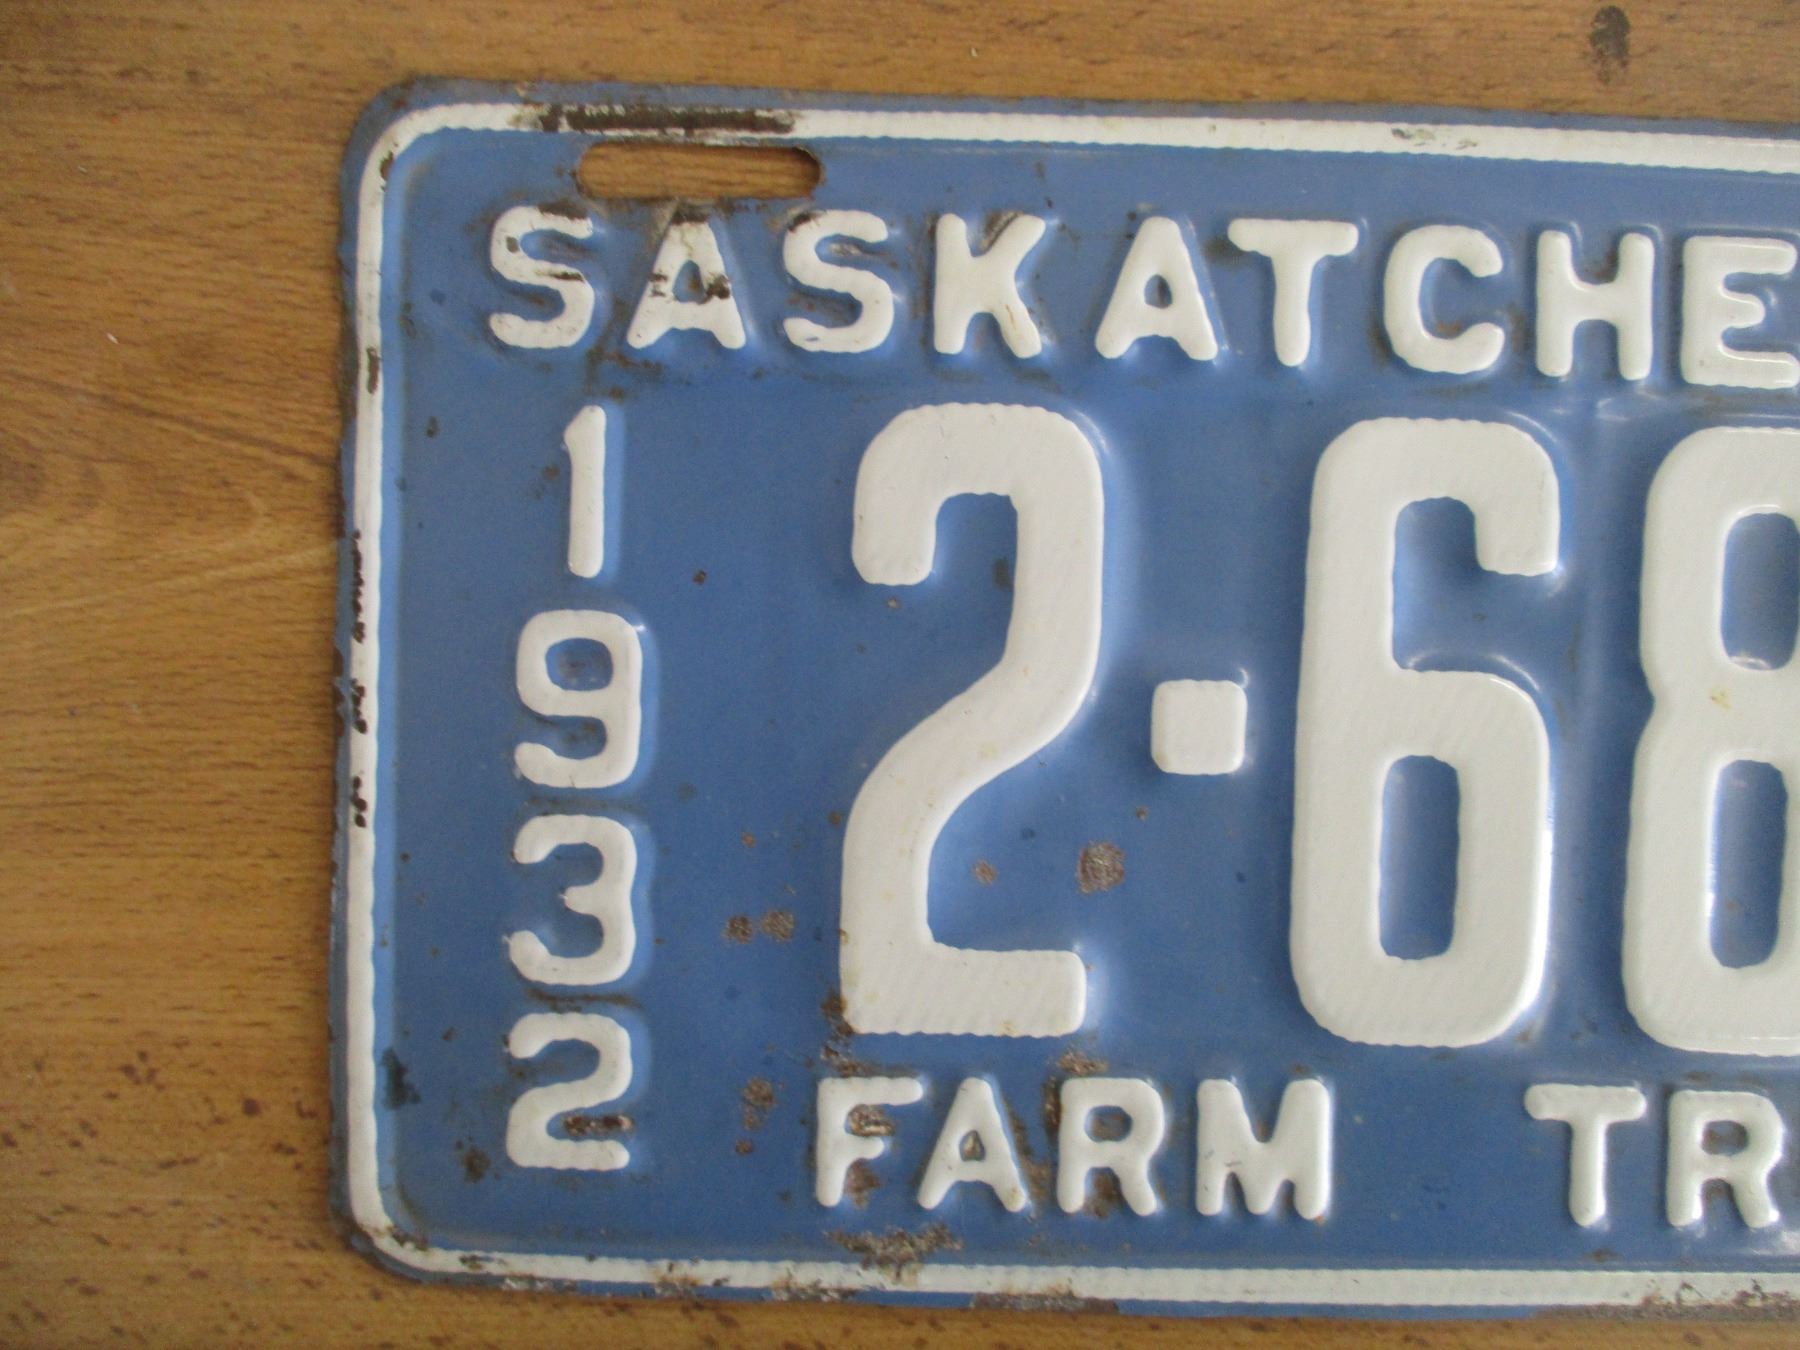 SASKATCHE
1932
2·68
FARM TR